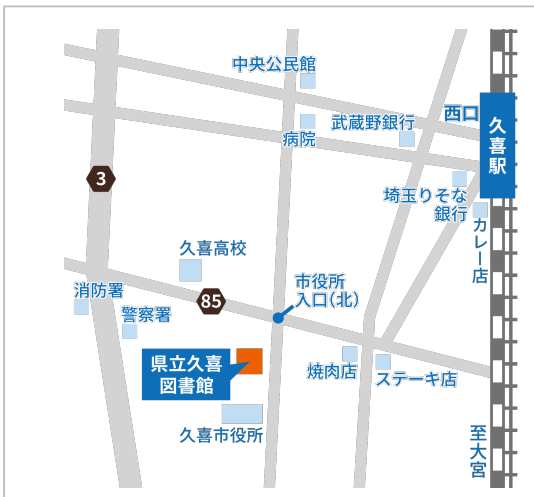 中央公民館
病院
武蔵野銀行
西口
久喜駅
埼玉りそな
銀行
カレー店
3
久喜高校
85
市役所
入口(北)
消防署
警察署
県立久喜
図書館
焼肉店
ステーキ店
久喜市役所
至大宮